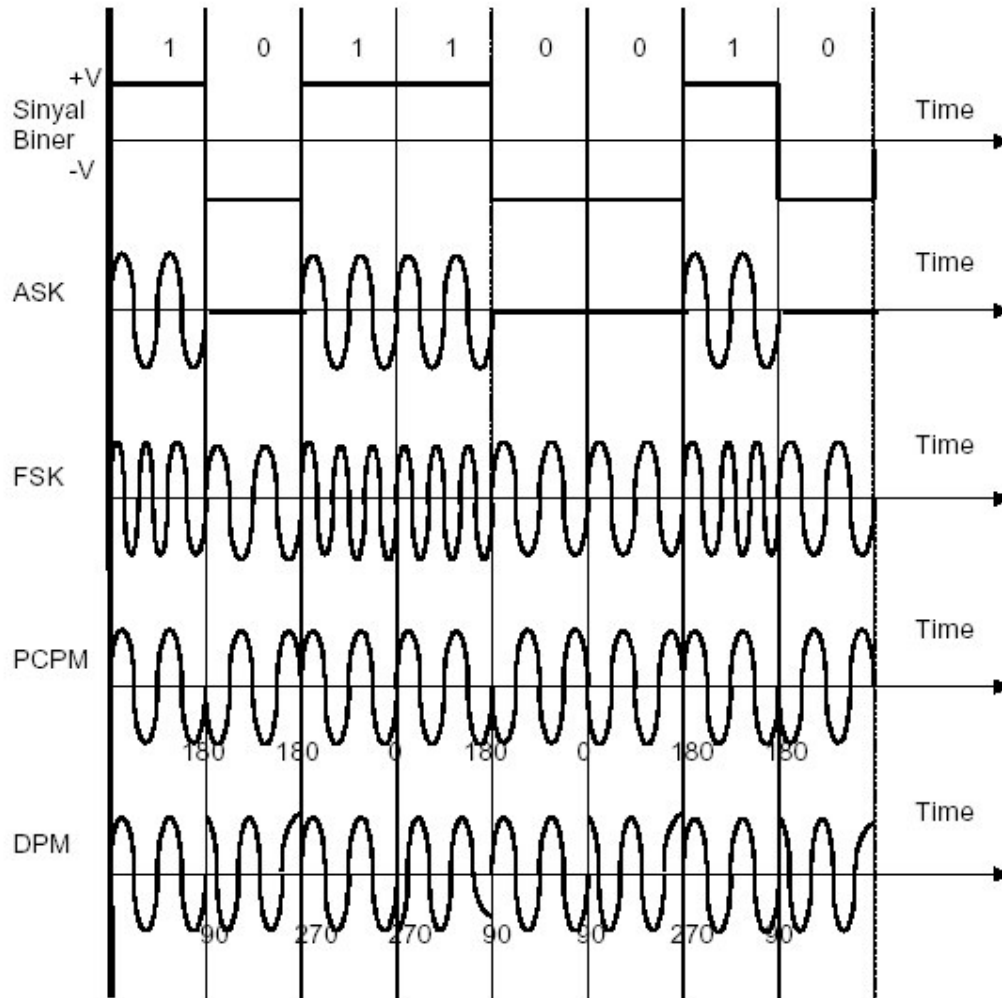 1 0 1 1 0 0 1 0
+V
Sinyal
Biner
-V
Time
ASK
Time
FSK
Time
PCPM
Time
180 180 0 180 0 180 180
DPM
Time
90 270 270 90 90 270 90